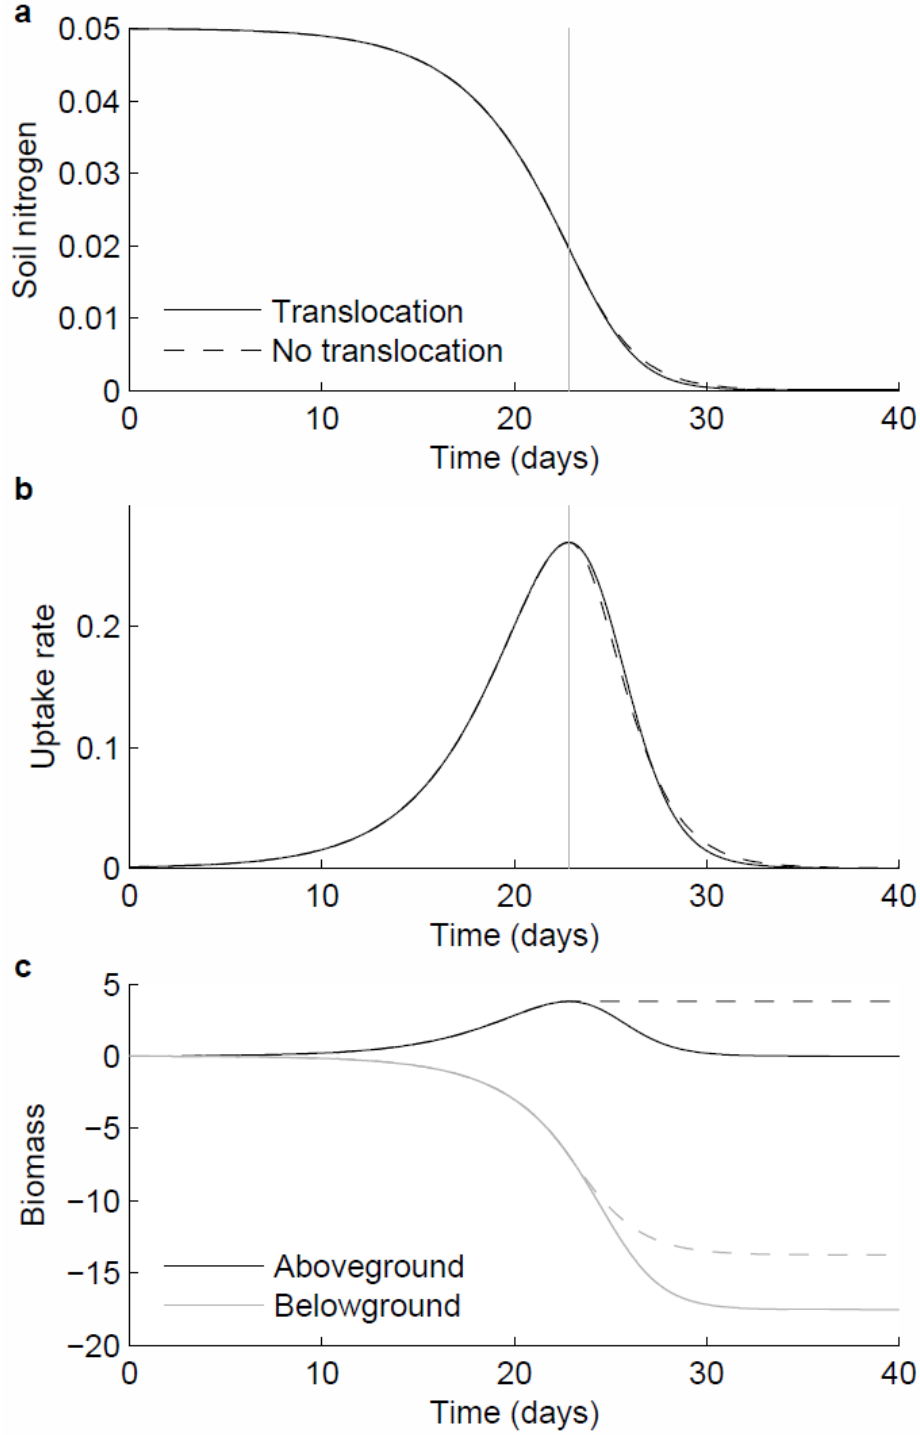 a
0.05
0.04
0.03
0.02
0.01
0
Soil nitrogen
Translocation
No translocation
0 10 20 30 40
Time (days)
b
0.2
0.1
0
Uptake rate
0 10 20 30 40
Time (days)
c
5
0
−5
−10
−15
−20
Biomass
Aboveground
Belowground
0 10 20 30 40
Time (days)